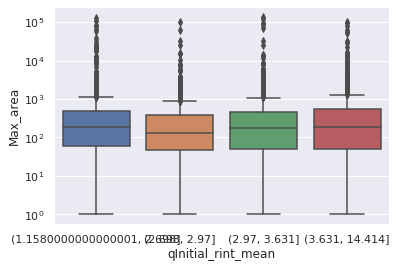 10⁵
10⁴
10³
10²
10¹
10⁰
Max_area
(1.1580000000000001, 2.698] (2.698, 2.97] (2.97, 3.631] (3.631, 14.414]
qInitial_rint_mean